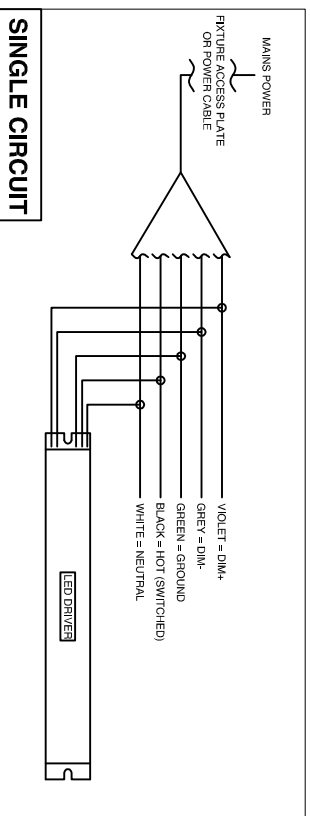 MAINS POWER
FIXTURE ACCESS PLATE
OR POWER CABLE
VIOLET = DIM+
GREY = DIM-
GREEN = GROUND
BLACK = HOT (SWITCHED)
WHITE = NEUTRAL
LED DRIVER
SINGLE CIRCUIT